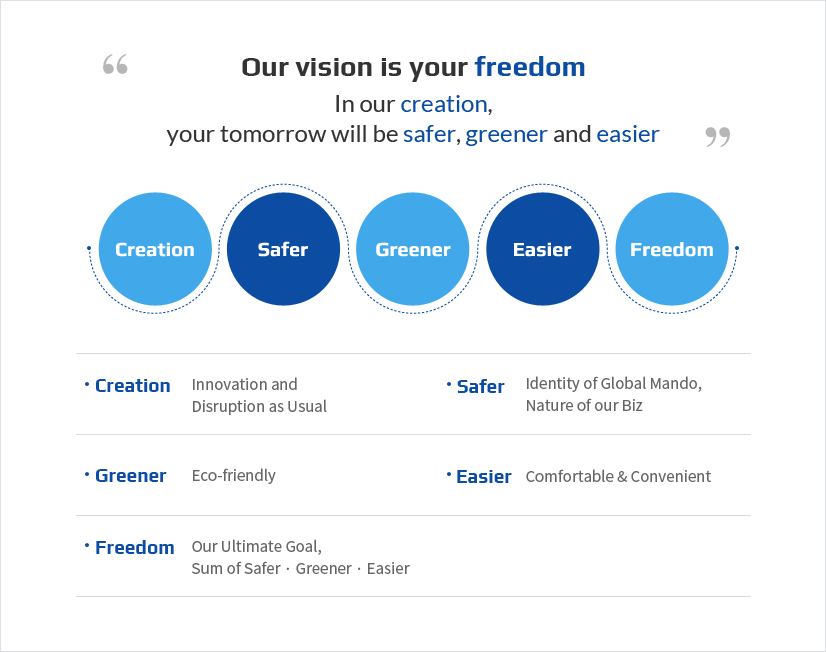 “ Our vision is your freedom
In our creation,
your tomorrow will be safer, greener and easier ”
Creation Safer Greener Easier Freedom
• Creation Innovation and
Disruption as Usual
• Safer Identity of Global Mando,
Nature of our Biz
• Greener Eco-friendly
• Easier Comfortable & Convenient
• Freedom Our Ultimate Goal,
Sum of Safer · Greener · Easier